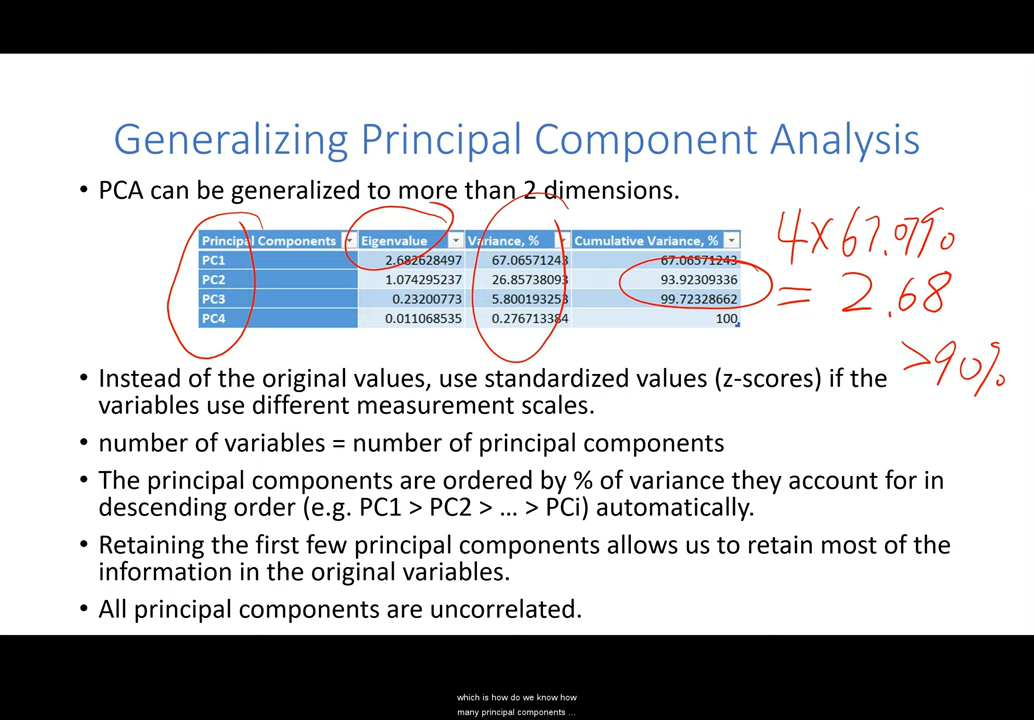 Generalizing Principal Component Analysis
• PCA can be generalized to more than 2 dimensions.
Principal Components Eigenvalue Variance, % Cumulative Variance, %
PC1 2.682628497 67.06571243 67.06571243
PC2 1.074295237 26.85738093 93.92309336
PC3 0.23200773 5.800193253 99.72328662
PC4 0.011068535 0.276713384 100
4×67.07%
= 2.68
>90%
• Instead of the original values, use standardized values (z-scores) if the
variables use different measurement scales.
• number of variables = number of principal components
• The principal components are ordered by % of variance they account for in
descending order (e.g. PC1 > PC2 > … > PCi) automatically.
• Retaining the first few principal components allows us to retain most of the
information in the original variables.
• All principal components are uncorrelated.
which is how do we know how
many principal components ...